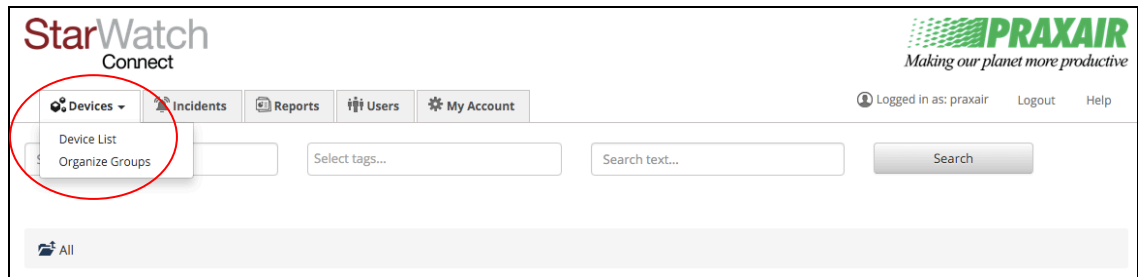 StarWatch
Connect
PRAXAIR
Making our planet more productive
Devices
Incidents
Reports
Users
My Account
Logged in as: praxair
Logout
Help
Device List
Organize Groups
Select tags...
Search text...
Search
All